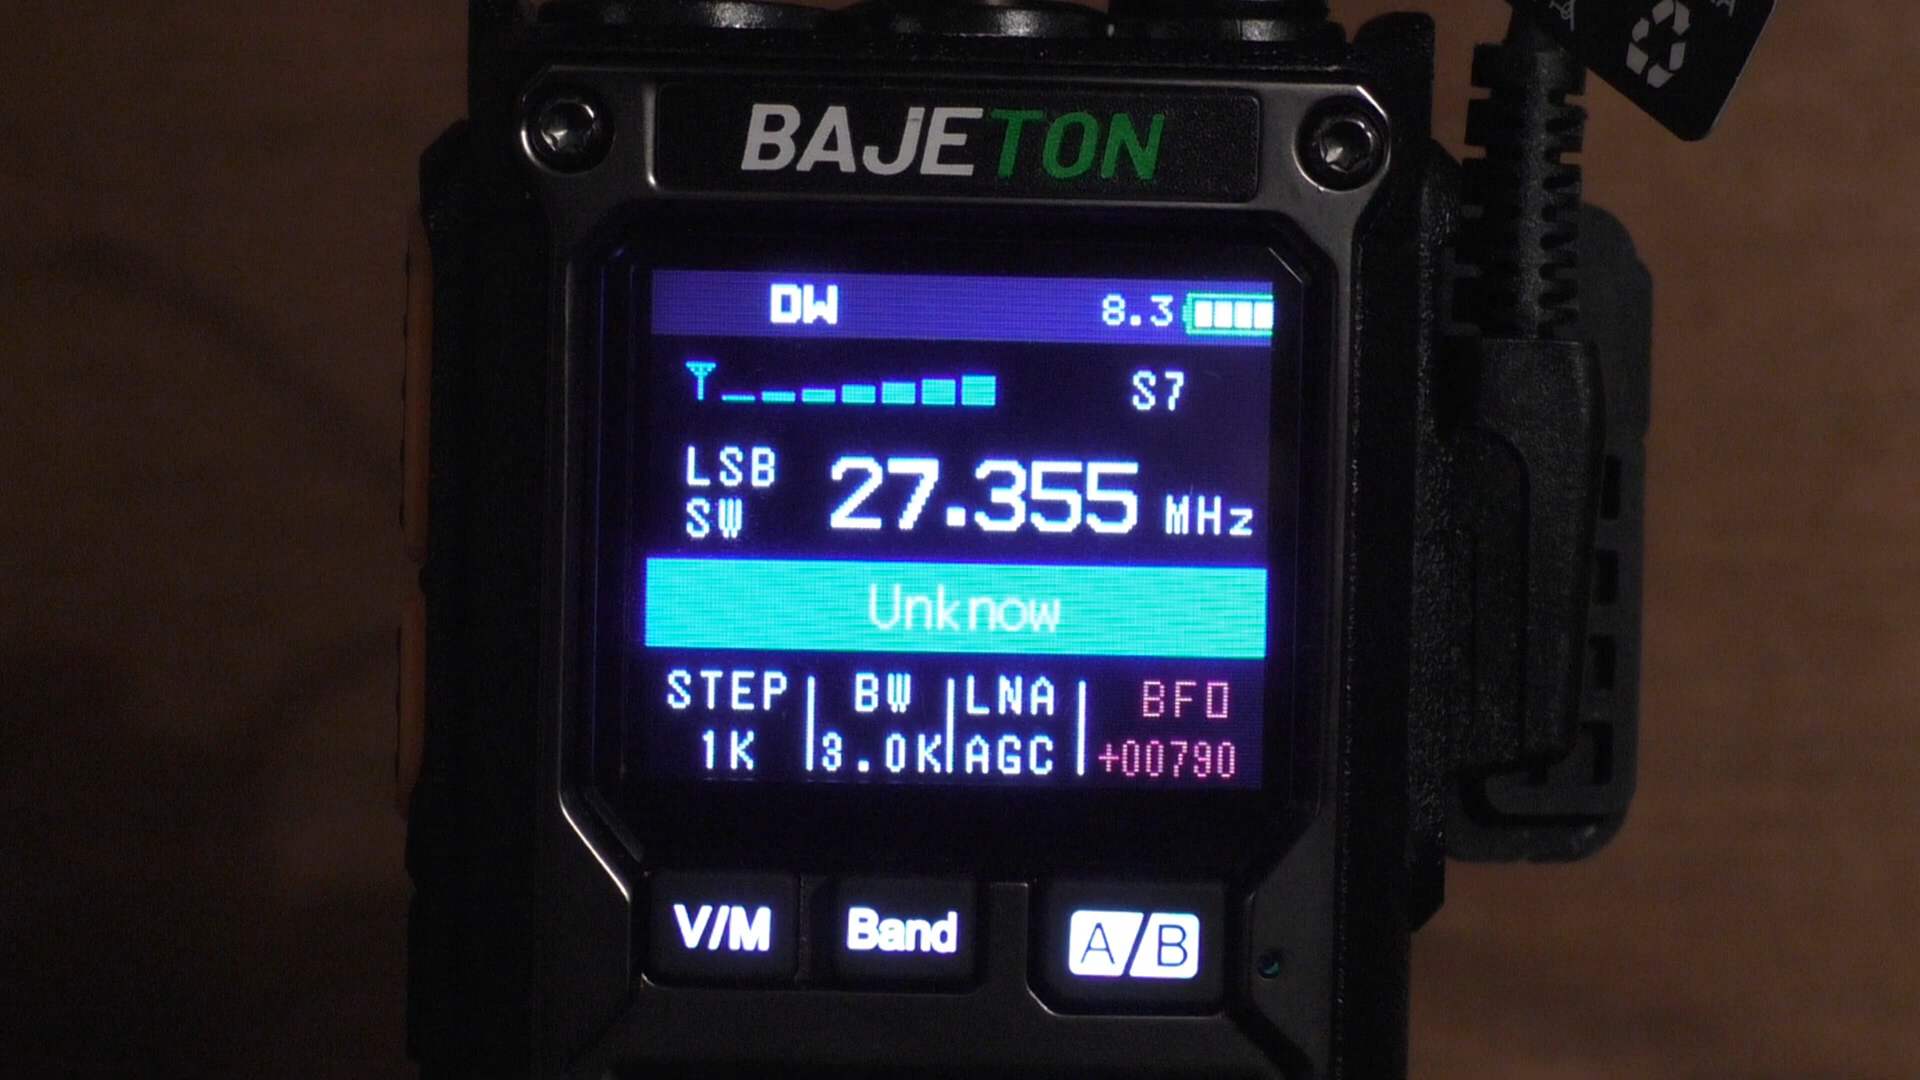 BAJETON
DW 8.3
S7
LSB
SW 27.355 MHz
Unknow
STEP BW LNA BFO
1K 3.0K AGC +00790
V/M Band A/B